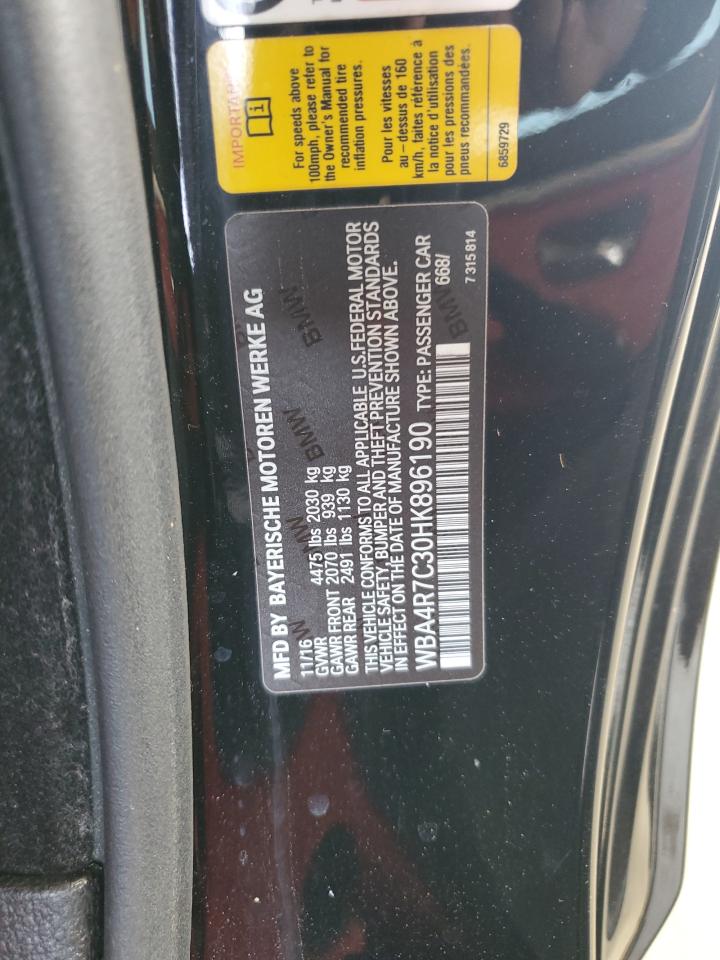 MFD BY BAYERISCHE MOTOREN WERKE AG
11/16
GVWR 4475 lbs 2030 kg
GAWR FRONT 2070 lbs 939 kg
GAWR REAR 2491 lbs 1130 kg
THIS VEHICLE CONFORMS TO ALL APPLICABLE U.S.FEDERAL MOTOR
VEHICLE SAFETY, BUMPER AND THEFT PREVENTION STANDARDS
IN EFFECT ON THE DATE OF MANUFACTURE SHOWN ABOVE.
WBA4R7C30HK896190 TYPE: PASSENGER CAR
668/
7 315 814
BMW
BMW
BMW
IMPORTAN
For speeds above
100mph, please refer to
the Owner's Manual for
recommended tire
inflation pressures.
Pour les vitesses
au – dessus de 160
km/h, faites référence à
la notice d'utilisation
pour les pressions des
pneus recommandées.
6859729